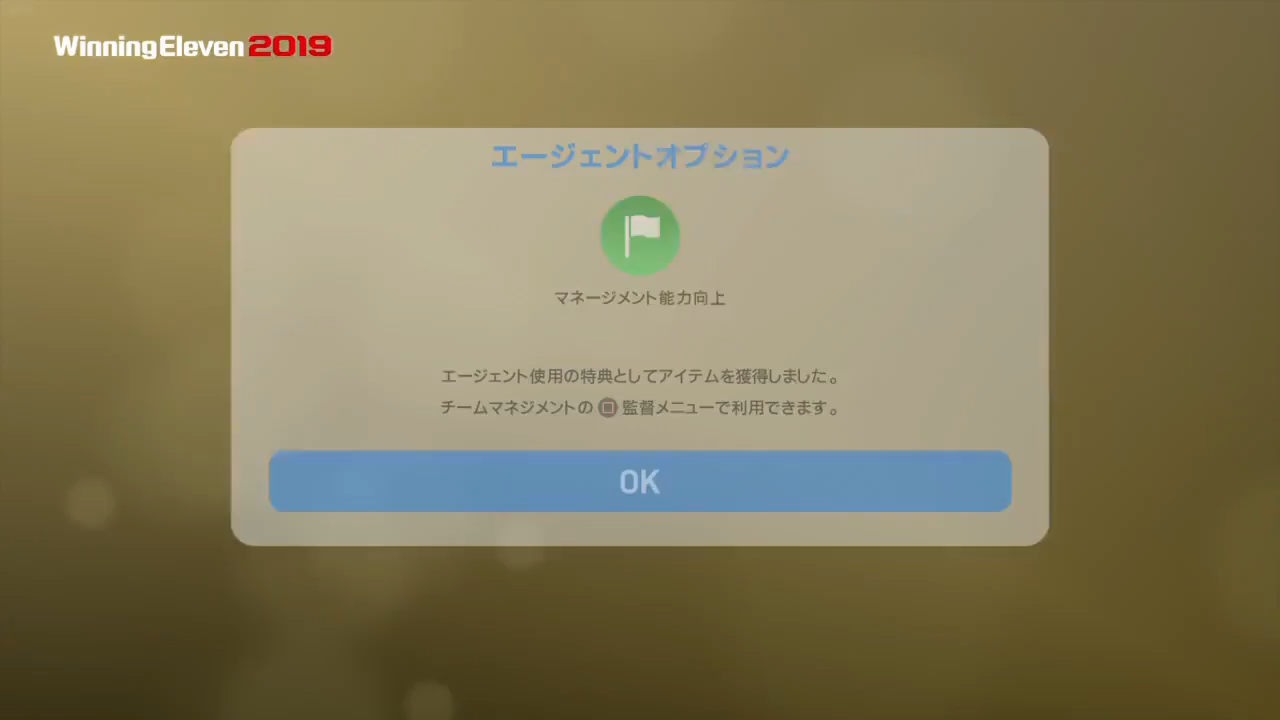 Winning Eleven 2019
エージェントオプション
マネージメント能力向上
エージェント使用の特典としてアイテムを獲得しました。
チームマネジメントの 監督メニューで利用できます。
OK